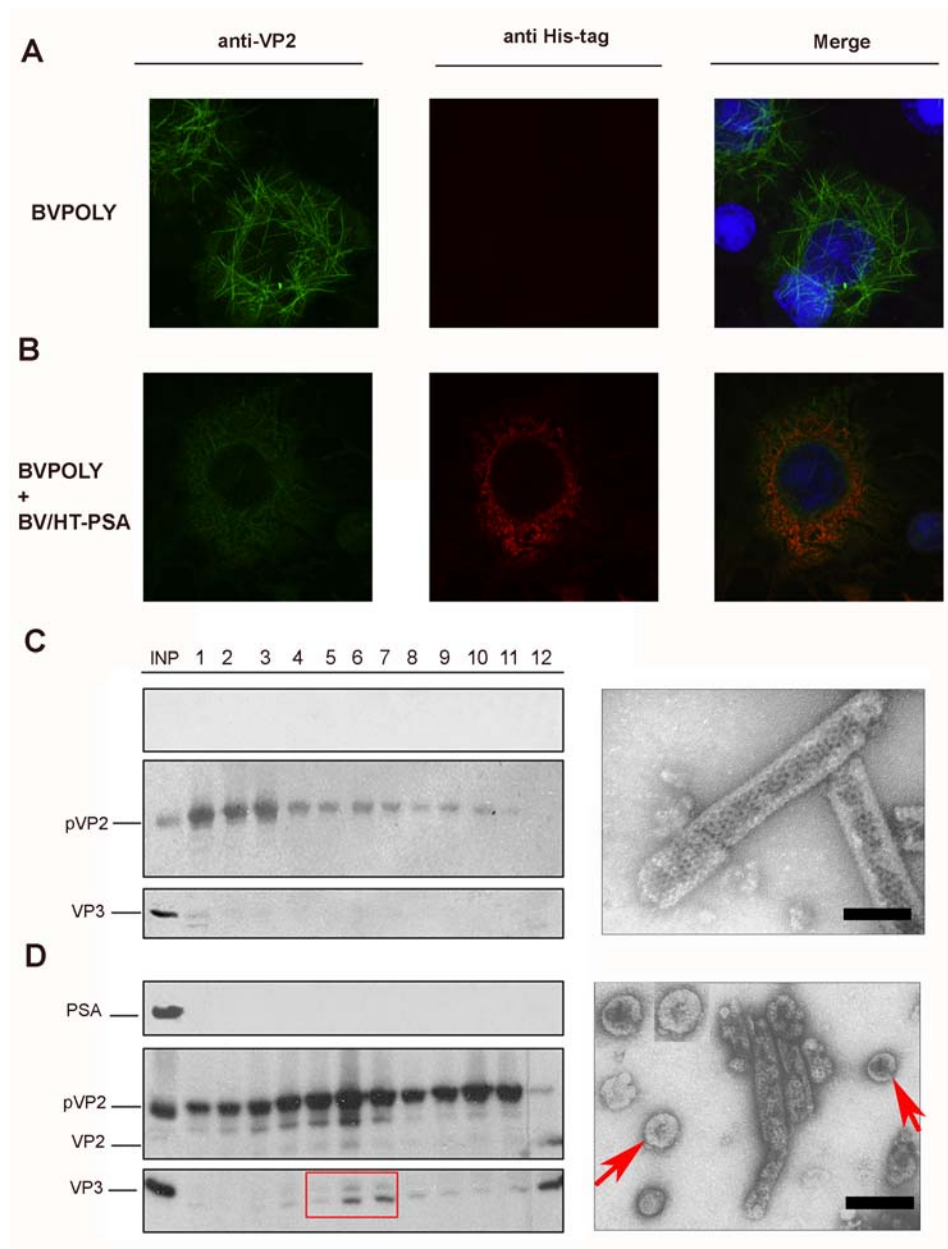 A
anti-VP2 anti His-tag Merge
BVPOLY
B
BVPOLY
+
BV/HT-PSA
C
INP 1 2 3 4 5 6 7 8 9 10 11 12
pVP2
VP3
D
PSA
pVP2
VP2
VP3